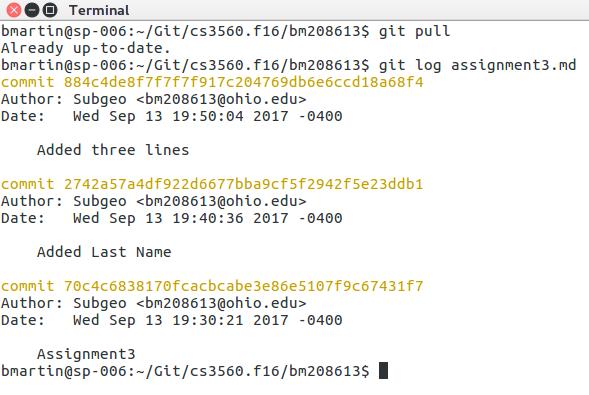 Terminal
bmartin@sp-006:~/Git/cs3560.f16/bm208613$ git pull
Already up-to-date.
bmartin@sp-006:~/Git/cs3560.f16/bm208613$ git log assignment3.md
commit 884c4de8f7f7f7f917c204769db6e6ccd18a68f4
Author: Subgeo <bm208613@ohio.edu>
Date:   Wed Sep 13 19:50:04 2017 -0400
Added three lines
commit 2742a57a4df922d6677bba9cf5f2942f5e23ddb1
Author: Subgeo <bm208613@ohio.edu>
Date:   Wed Sep 13 19:40:36 2017 -0400
Added Last Name
commit 70c4c6838170fcacbcabe3e86e5107f9c67431f7
Author: Subgeo <bm208613@ohio.edu>
Date:   Wed Sep 13 19:30:21 2017 -0400
Assignment3
bmartin@sp-006:~/Git/cs3560.f16/bm208613$